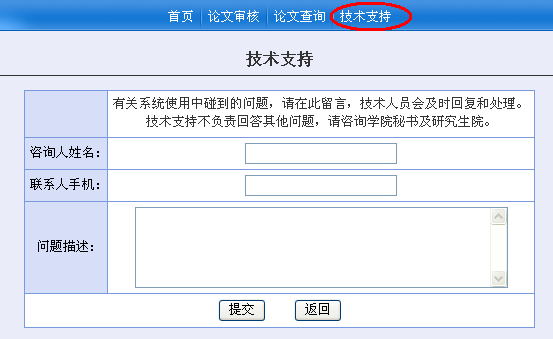 首页 论文审核 论文查询 技术支持
技术支持
有关系统使用中碰到的问题，请在此留言，技术人员会及时回复和处理。
技术支持不负责回答其他问题，请咨询学院秘书及研究生院。
咨询人姓名：
联系人手机：
问题描述：
提交 返回